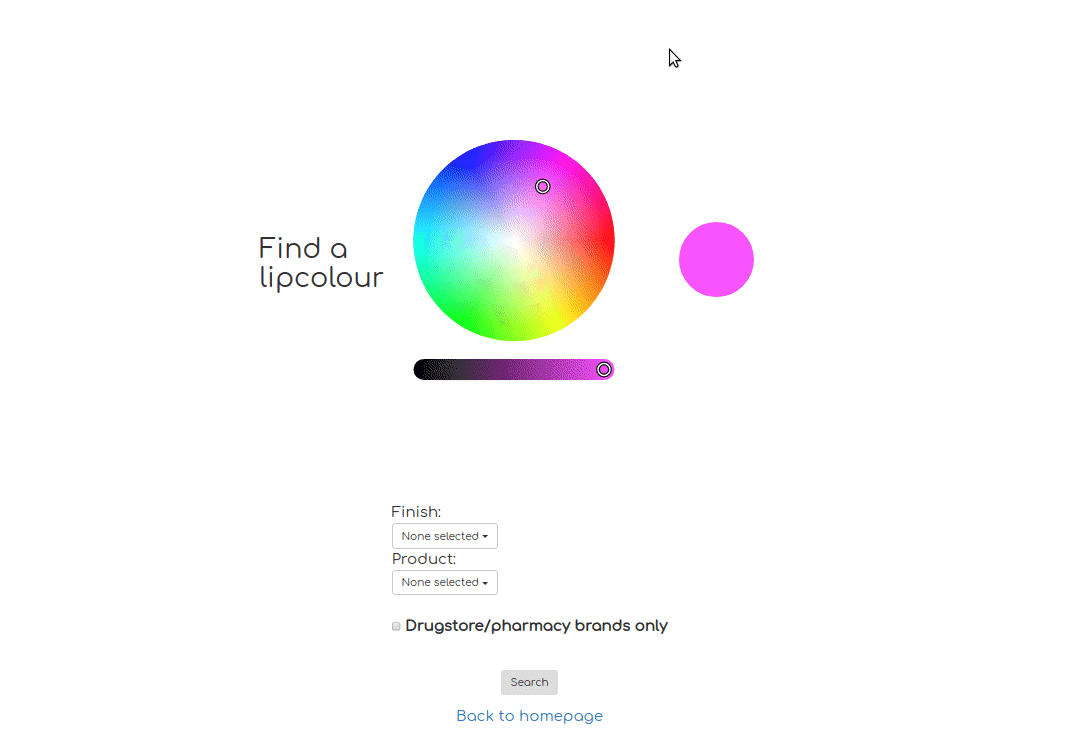 Find a
lipcolour
Finish:
None selected
Product:
None selected
Drugstore/pharmacy brands only
Search
Back to homepage